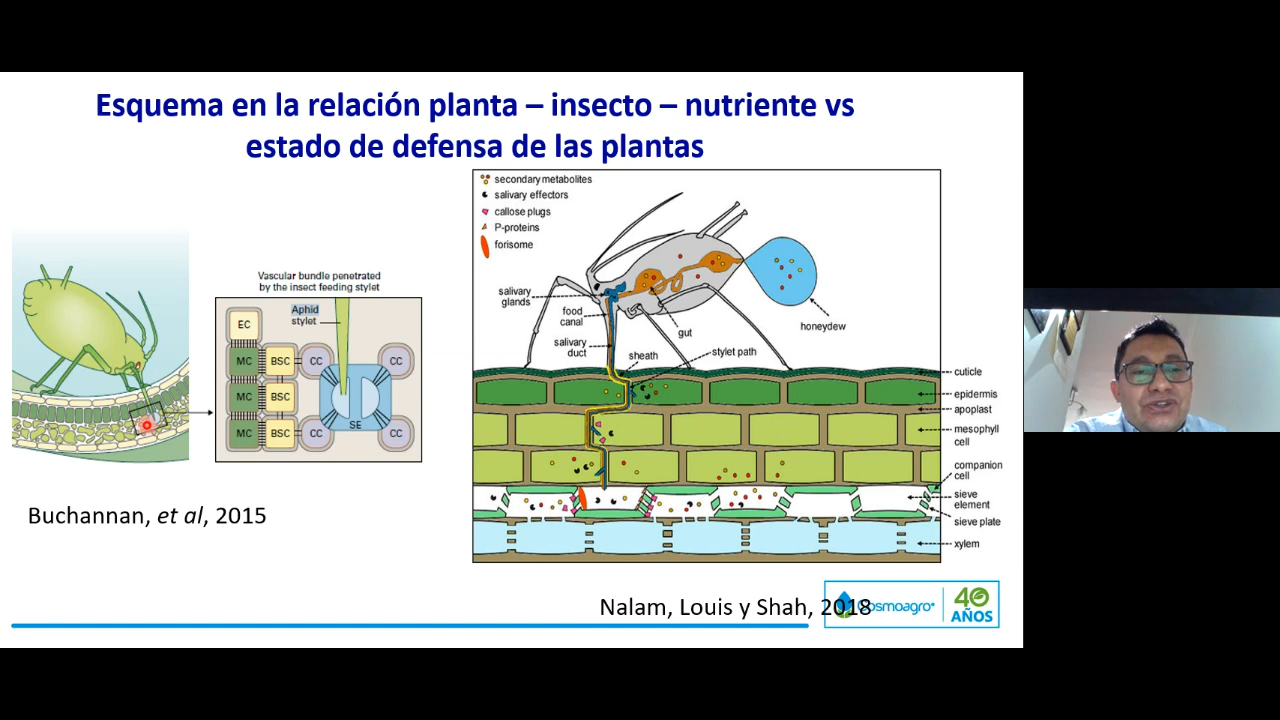 Esquema en la relación planta – insecto – nutriente vs
estado de defensa de las plantas
Vascular bundle penetrated
by the insect feeding stylet
Aphid
stylet
EC
MC
BSC
CC
CC
MC
BSC
MC
BSC
CC
SE
CC
Buchannan, et al, 2015
secondary metabolites
salivary effectors
callose plugs
P-proteins
forisome
salivary
glands
food
canal
salivary
duct
gut
honeydew
sheath
stylet path
cuticle
epidermis
apoplast
mesophyll
cell
companion
cell
sieve
element
sieve plate
xylem
Nalam, Louis y Shah, 2018
osmoagro
40
AÑOS